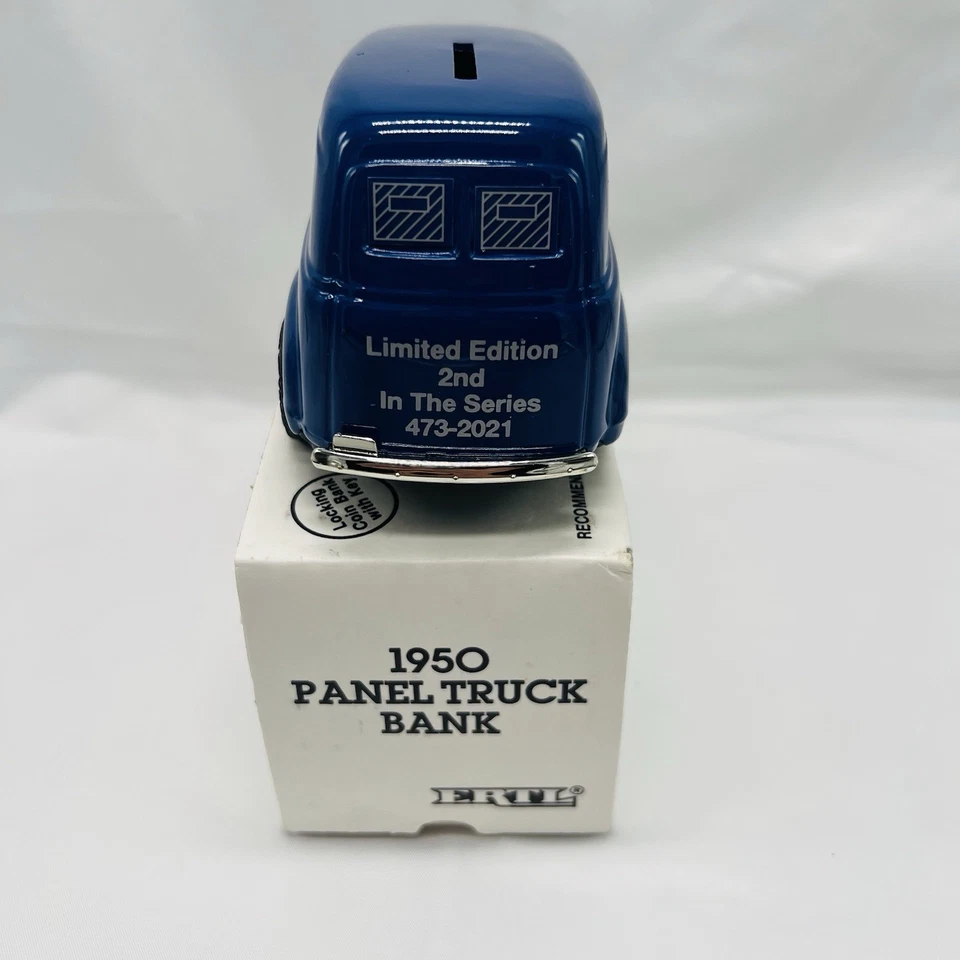 Limited Edition
2nd
In The Series
473-2021
Locking
Coin Bank
with Key
RECOMMEN
1950
PANEL TRUCK
BANK
ERTL®